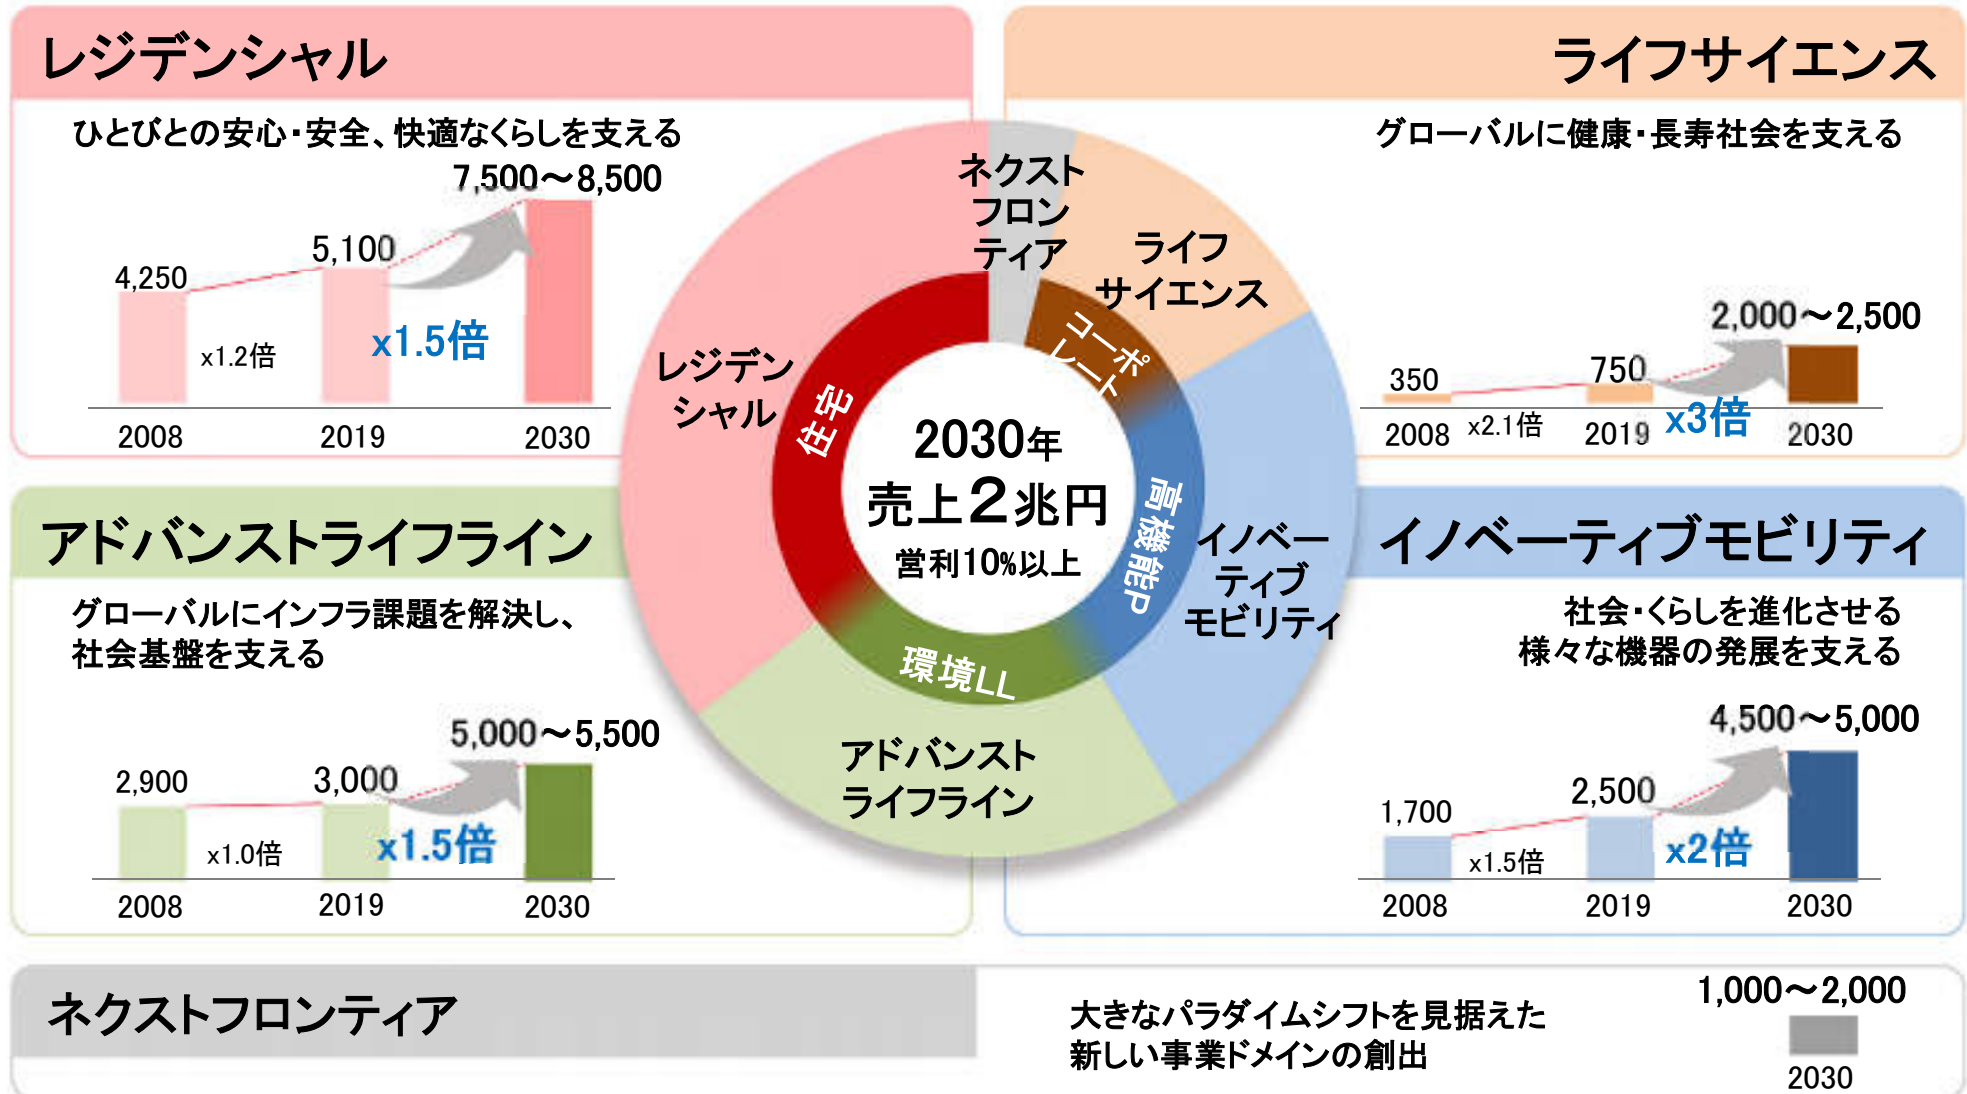 レジデンシャル
ひとびとの安心・安全、快適なくらしを支える
7,500～8,500
5,100
4,250
x1.2倍
x1.5倍
2008
2019
2030
ライフサイエンス
グローバルに健康・長寿社会を支える
2,000～2,500
750
350
x2.1倍
x3倍
2008
2019
2030
ネクスト
フロン
ティア
ライフ
サイエンス
レジデン
シャル
イノベー
ティブ
モビリティ
アドバンスト
ライフライン
コーポ
レート
住宅
高機能P
環境LL
2030年
売上2兆円
営利10%以上
アドバンストライフライン
グローバルにインフラ課題を解決し、
社会基盤を支える
5,000～5,500
3,000
2,900
x1.0倍
x1.5倍
2008
2019
2030
イノベーティブモビリティ
社会・くらしを進化させる
様々な機器の発展を支える
4,500～5,000
2,500
1,700
x1.5倍
x2倍
2008
2019
2030
ネクストフロンティア
大きなパラダイムシフトを見据えた
新しい事業ドメインの創出
1,000～2,000
2030